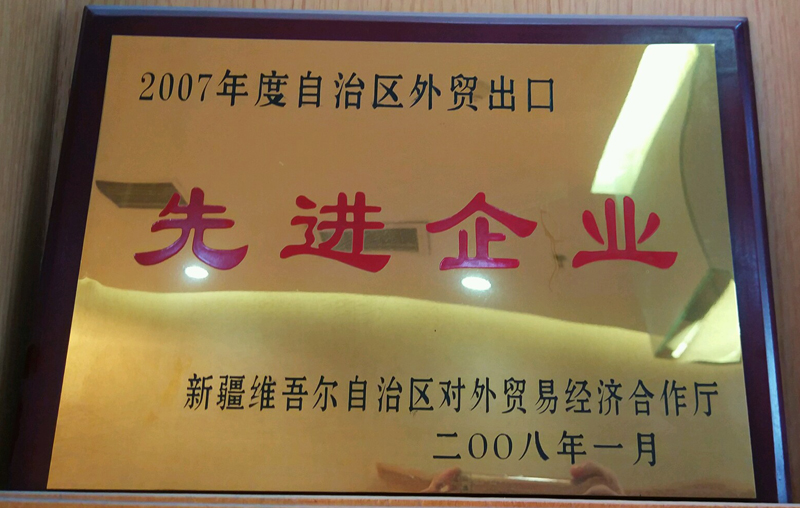 2007年度自治区外贸出口
先进企业
新疆维吾尔自治区对外贸易经济合作厅
二〇〇八年一月